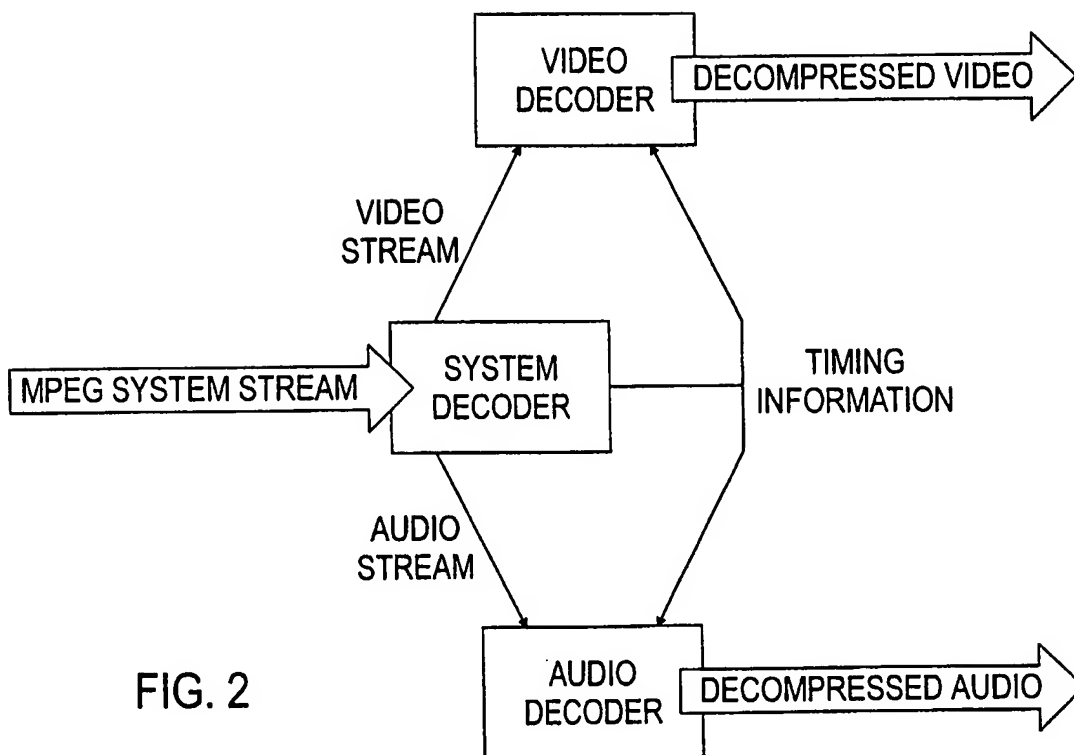 VIDEO
DECODER
DECOMPRESSED VIDEO
VIDEO
STREAM
MPEG SYSTEM STREAM
SYSTEM
DECODER
TIMING
INFORMATION
AUDIO
STREAM
AUDIO
DECODER
DECOMPRESSED AUDIO
FIG. 2